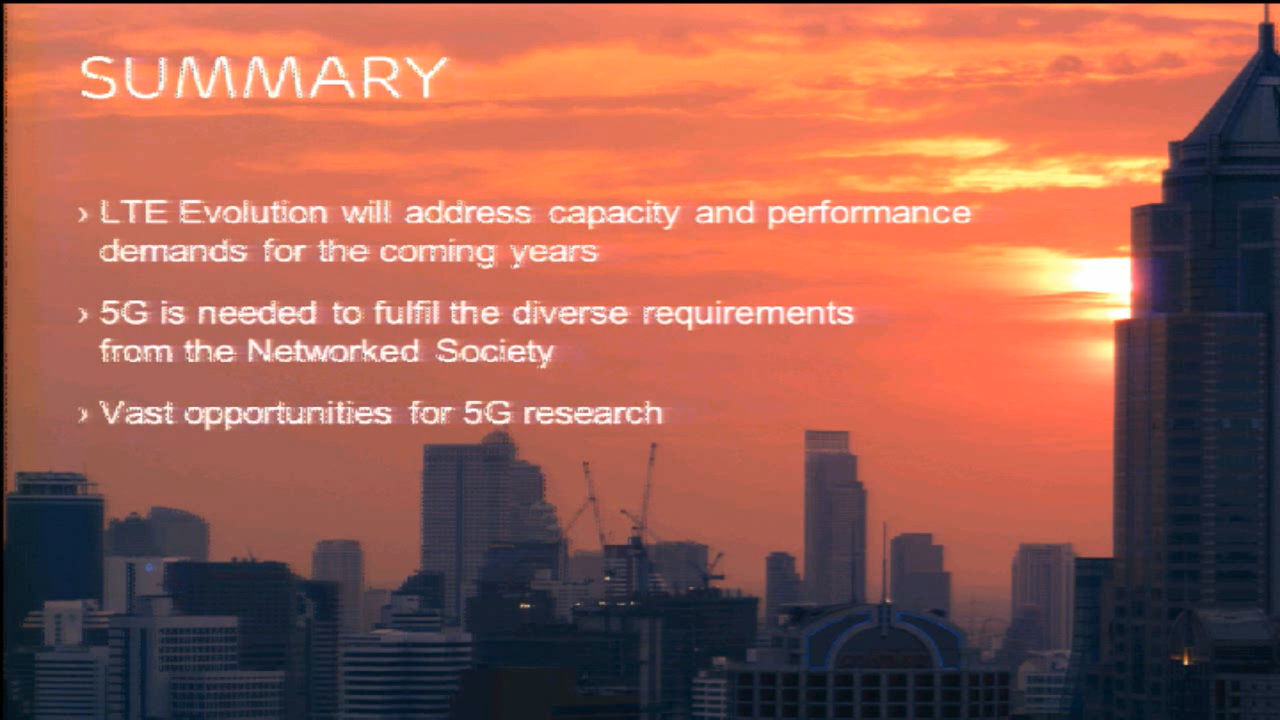 SUMMARY
› LTE Evolution will address capacity and performance
demands for the coming years
› 5G is needed to fulfil the diverse requirements
from the Networked Society
› Vast opportunities for 5G research